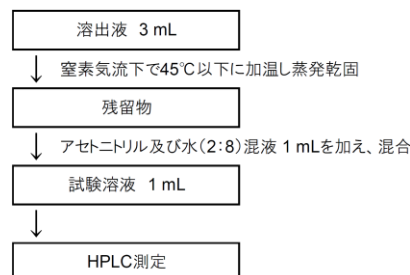 溶出液 3 mL
窒素気流下で45℃以下に加温し蒸発乾固
残留物
アセトニトリル及び水(2:8)混液 1 mLを加え、混合
試験溶液 1 mL
HPLC測定